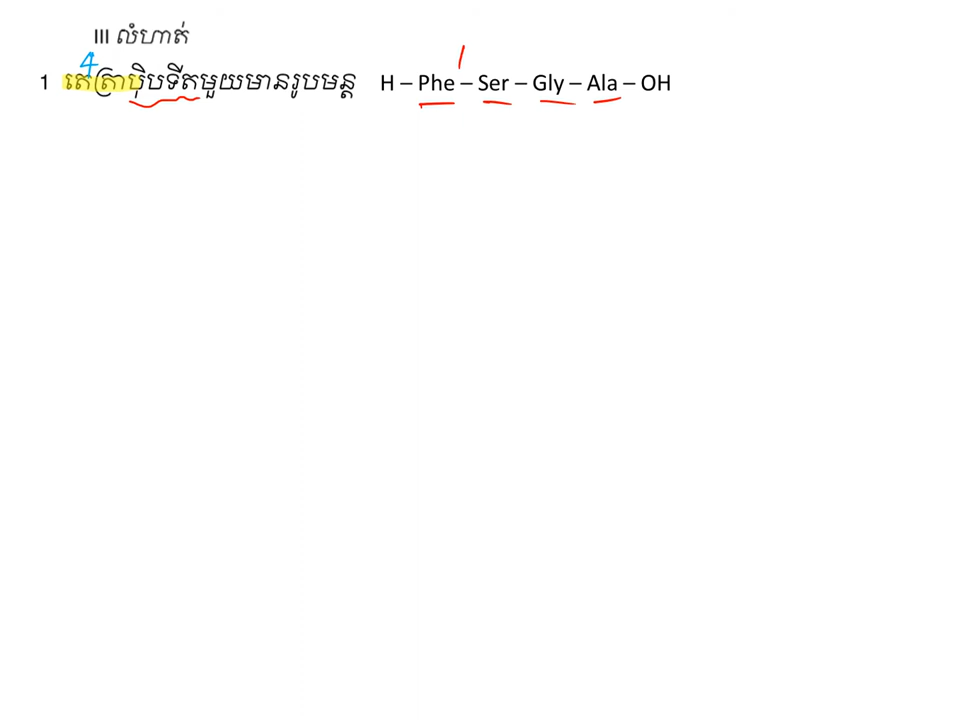 III លំហាត់
4
1 តេត្រាប៉ិបទីតមួយមានរូបមន្ត H – Phe – Ser – Gly – Ala – OH